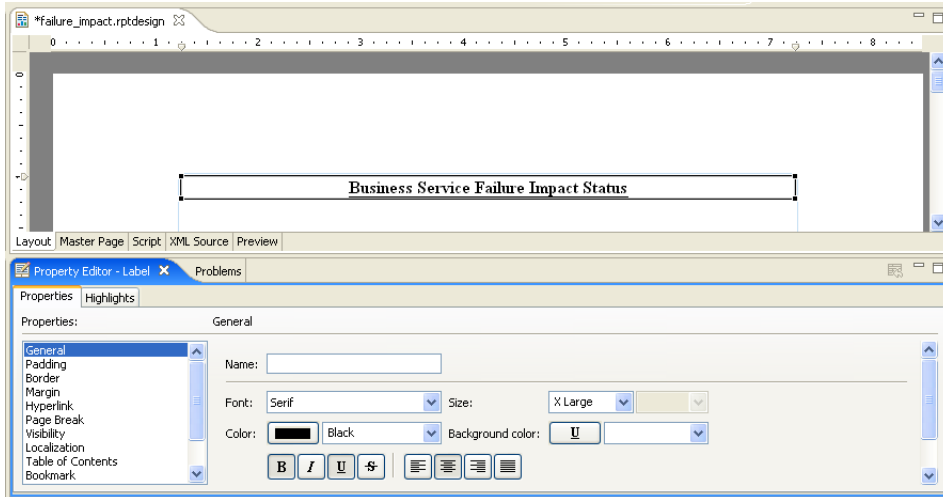 *failure_impact.rptdesign
0 1 2 3 4 5 6 7 8
0
Business Service Failure Impact Status
Layout Master Page Script XML Source Preview
Property Editor - Label Problems
Properties Highlights
Properties: General
General
Padding
Border
Margin
Hyperlink
Page Break
Visibility
Localization
Table of Contents
Bookmark
Name:
Font: Serif Size: X Large
Color: Black Background color: U
B I U S